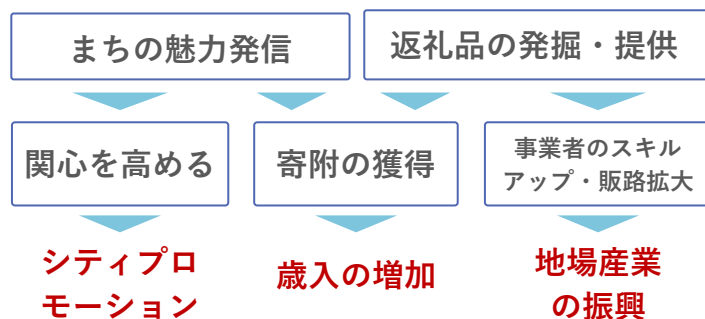 まちの魅力発信
返礼品の発掘・提供
関心を高める
寄附の獲得
事業者のスキル
アップ・販路拡大
シティプロ
モーション
歳入の増加
地場産業
の振興